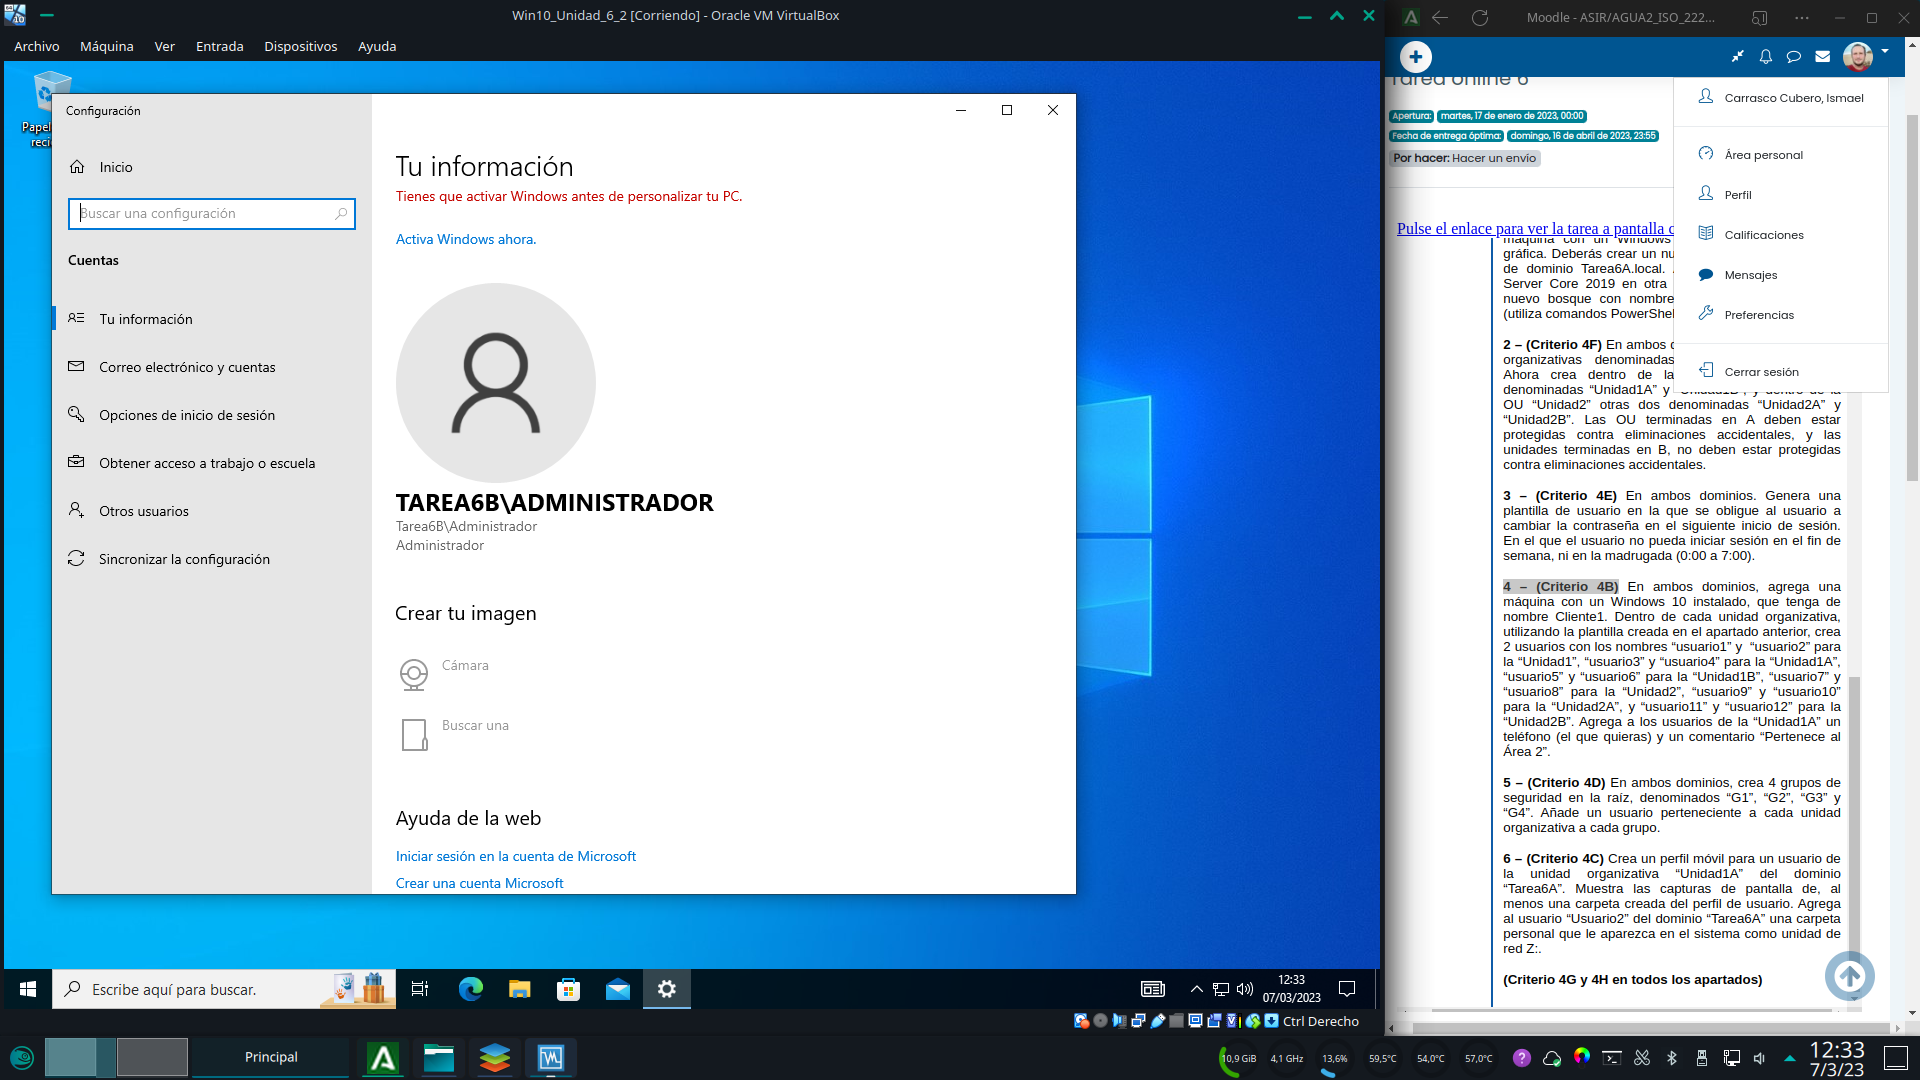 Win10_Unidad_6_2 [Corriendo] - Oracle VM VirtualBox
Archivo Máquina Ver Entrada Dispositivos Ayuda
Configuración
Inicio
Buscar una configuración
Cuentas
Tu información
Correo electrónico y cuentas
Opciones de inicio de sesión
Obtener acceso a trabajo o escuela
Otros usuarios
Sincronizar la configuración
Tu información
Tienes que activar Windows antes de personalizar tu PC.
Activa Windows ahora.
TAREA6B\ADMINISTRADOR
Tarea6B\Administrador
Administrador
Crear tu imagen
Cámara
Buscar una
Ayuda de la web
Iniciar sesión en la cuenta de Microsoft
Crear una cuenta Microsoft
Escribe aquí para buscar.
12:33
07/03/2023
Ctrl Derecho
Moodle - ASIR/AGUA2_ISO_222...
Tarea online 6
Apertura: martes, 17 de enero de 2023, 00:00
Fecha de entrega óptima: domingo, 16 de abril de 2023, 23:55
Por hacer: Hacer un envío
Carrasco Cubero, Ismael
Área personal
Perfil
Calificaciones
Mensajes
Preferencias
Cerrar sesión
Pulse el enlace para ver la tarea a pantalla
máquina con un Windows
gráfica. Deberás crear un
de dominio Tarea6A.local.
Server Core 2019 en otra
nuevo bosque con nombre
(utiliza comandos
2 – (Criterio 4F) En ambos
organizativas denominadas
Ahora crea dentro de la
denominadas “Unidad1A” y “Unidad1B”, y dentro de la
OU “Unidad2” otras dos denominadas “Unidad2A” y
“Unidad2B”. Las OU terminadas en A deben estar
protegidas contra eliminaciones accidentales, y las
unidades terminadas en B, no deben estar protegidas
contra eliminaciones accidentales.
3 – (Criterio 4E) En ambos dominios. Genera una
plantilla de usuario en la que se obligue al usuario a
cambiar la contraseña en el siguiente inicio de sesión.
En el que el usuario no pueda iniciar sesión en el fin de
semana, ni en la madrugada (0:00 a 7:00).
4 – (Criterio 4B) En ambos dominios, agrega una
máquina con un Windows 10 instalado, que tenga de
nombre Cliente1. Dentro de cada unidad organizativa,
utilizando la plantilla creada en el apartado anterior, crea
2 usuarios con los nombres “usuario1” y “usuario2” para
la “Unidad1”, “usuario3” y “usuario4” para la “Unidad1A”,
“usuario5” y “usuario6” para la “Unidad1B”, “usuario7” y
“usuario8” para la “Unidad2”, “usuario9” y “usuario10”
para la “Unidad2A”, y “usuario11” y “usuario12” para la
“Unidad2B”. Agrega a los usuarios de la “Unidad1A” un
teléfono (el que quieras) y un comentario “Pertenece al
Área 2”.
5 – (Criterio 4D) En ambos dominios, crea 4 grupos de
seguridad en la raíz, denominados “G1”, “G2”, “G3” y
“G4”. Añade un usuario perteneciente a cada unidad
organizativa a cada grupo.
6 – (Criterio 4C) Crea un perfil móvil para un usuario de
la unidad organizativa “Unidad1A” del dominio
“Tarea6A”. Muestra las capturas de pantalla de, al
menos una carpeta creada del perfil de usuario. Agrega
al usuario “Usuario2” del dominio “Tarea6A” una carpeta
personal que le aparezca en el sistema como unidad de
red Z:.
(Criterio 4G y 4H en todos los apartados)
Principal
10,9 GiB
4,1 GHz
13,6%
59,5°C
54,0°C
57,0°C
12:33
7/3/23